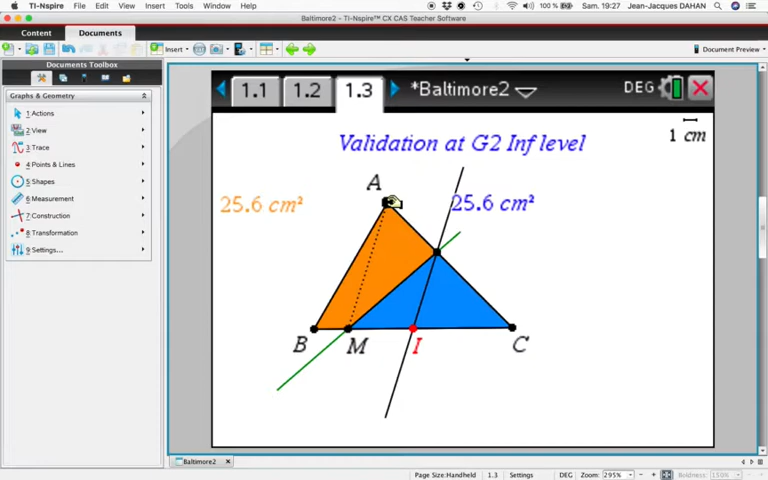 TI-Nspire File Edit View Insert Tools Window Help 100 % Sam. 19:27 Jean-Jacques DAHAN
Baltimore2 - TI-Nspire™ CX CAS Teacher Software
Content Documents
Insert Document Preview
Documents Toolbox
Graphs & Geometry
1 Actions
2 View
3 Trace
4 Points & Lines
5 Shapes
6 Measurement
7 Construction
8 Transformation
9 Settings...
1.1 1.2 1.3 *Baltimore2 DEG
Validation at G2 Inf level
1 cm
A
25.6 cm²
25.6 cm²
B M I C
Baltimore2
Page Size:Handheld 1.3 Settings DEG Zoom: 295% Boldness: 150%